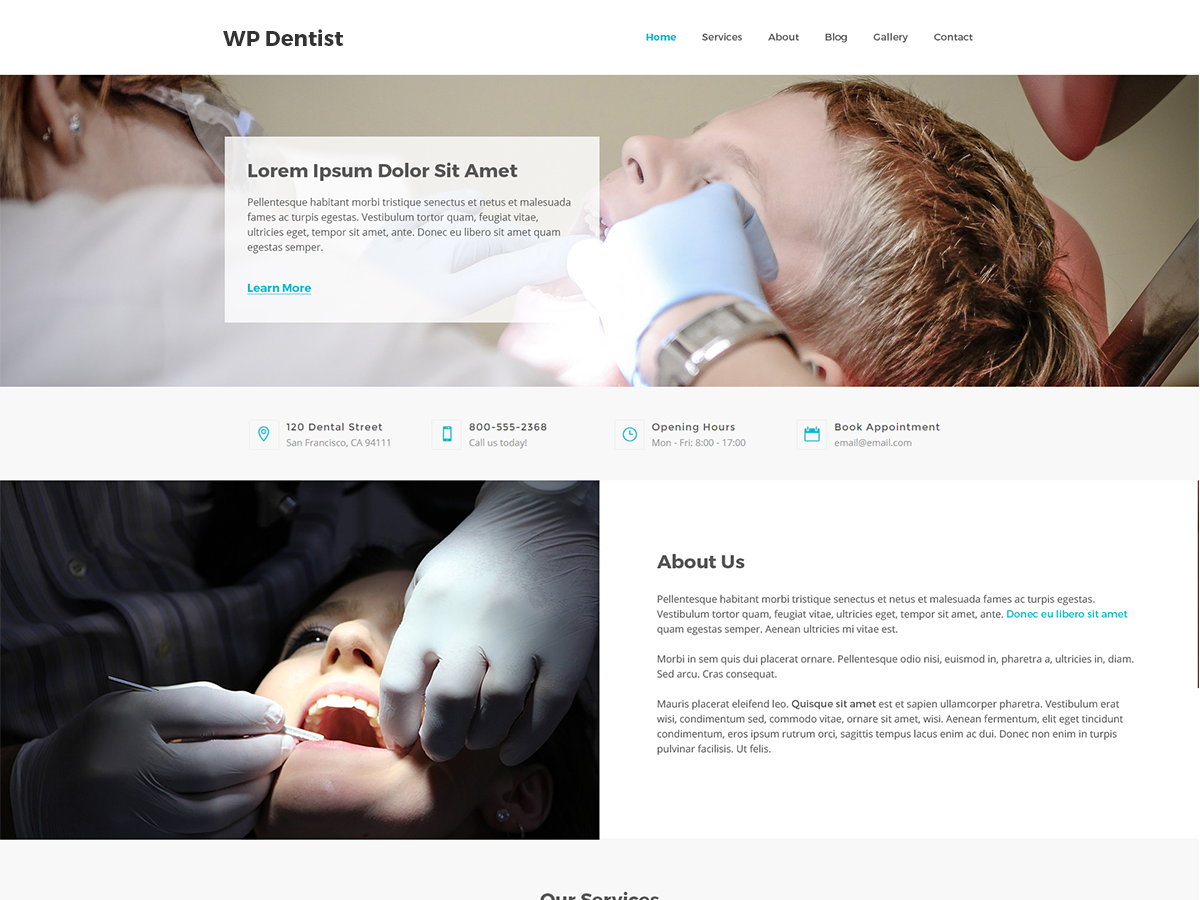 WP Dentist
Home Services About Blog Gallery Contact
Lorem Ipsum Dolor Sit Amet
Pellentesque habitant morbi tristique senectus et netus et malesuada
fames ac turpis egestas. Vestibulum tortor quam, feugiat vitae,
ultricies eget, tempor sit amet, ante. Donec eu libero sit amet quam
egestas semper.
Learn More
120 Dental Street
San Francisco, CA 94111
800-555-2368
Call us today!
Opening Hours
Mon - Fri: 8:00 - 17:00
Book Appointment
email@email.com
About Us
Pellentesque habitant morbi tristique senectus et netus et malesuada fames ac turpis egestas.
Vestibulum tortor quam, feugiat vitae, ultricies eget, tempor sit amet, ante. Donec eu libero sit amet
quam egestas semper. Aenean ultricies mi vitae est.
Morbi in sem quis dui placerat ornare. Pellentesque odio nisi, euismod in, pharetra a, ultricies in, diam.
Sed arcu. Cras consequat.
Mauris placerat eleifend leo. Quisque sit amet est et sapien ullamcorper pharetra. Vestibulum erat
wisi, condimentum sed, commodo vitae, ornare sit amet, wisi. Aenean fermentum, elit eget tincidunt
condimentum, eros ipsum rutrum orci, sagittis tempus lacus enim ac dui. Donec non enim in turpis
pulvinar facilisis. Ut felis.
Our Services